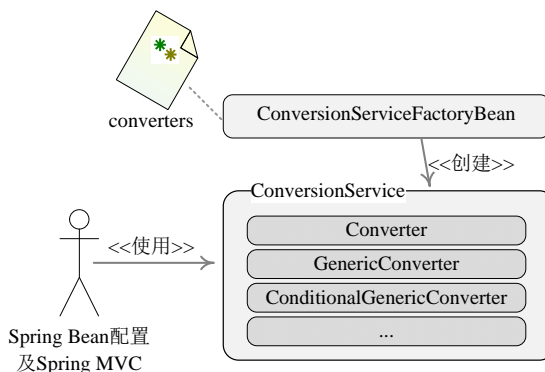 converters
ConversionServiceFactoryBean
<<创建>>
ConversionService
Converter
GenericConverter
ConditionalGenericConverter
...
<<使用>>
Spring Bean配置
及Spring MVC